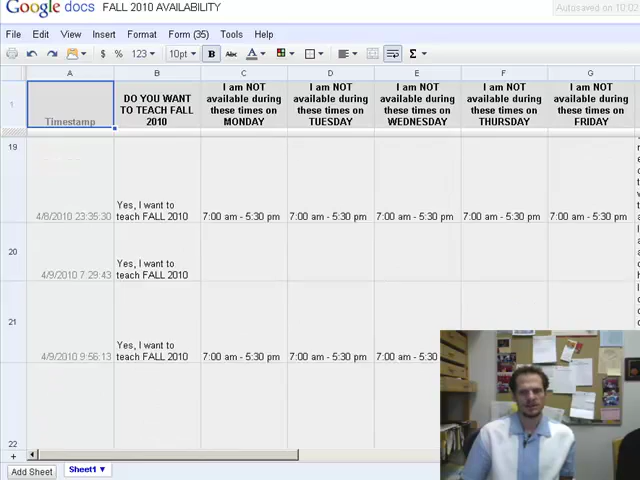 Google docs FALL 2010 AVAILABILITY
Autosaved on 10:02
File Edit View Insert Format Form (35) Tools Help
$ % 123 10pt B Abc A Σ
A B C D E F G
1
Timestamp
DO YOU WANT
TO TEACH FALL
2010
I am NOT
available during
these times on
MONDAY
I am NOT
available during
these times on
TUESDAY
I am NOT
available during
these times on
WEDNESDAY
I am NOT
available during
these times on
THURSDAY
I am NOT
available during
these times on
FRIDAY
19
4/8/2010 23:35:30
Yes, I want to
teach FALL 2010
7:00 am - 5:30 pm 7:00 am - 5:30 pm 7:00 am - 5:30 pm 7:00 am - 5:30 pm 7:00 am - 5:30 pm
20
4/9/2010 7:29:43
Yes, I want to
teach FALL 2010
21
4/9/2010 9:56:13
Yes, I want to
teach FALL 2010
7:00 am - 5:30 pm 7:00 am - 5:30 pm 7:00 am - 5:30
22
+
Add Sheet Sheet1